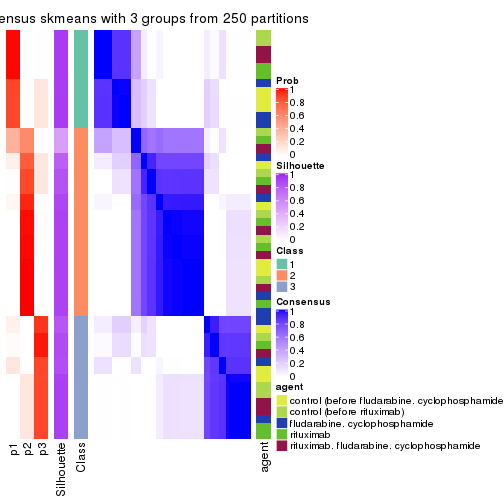 ensus skmeans with 3 groups from 250 partitions
Prob
1
0.8
0.6
0.4
0.2
0
Silhouette
1
0.8
0.6
0.4
0.2
0
Class
1
2
3
Consensus
1
0.8
0.6
0.4
0.2
0
agent
control (before fludarabine, cyclophosphamide
control (before rituximab)
fludarabine, cyclophosphamide
rituximab
rituximab, fludarabine, cyclophosphamide
p1
p2
p3
Silhouette
Class
agent